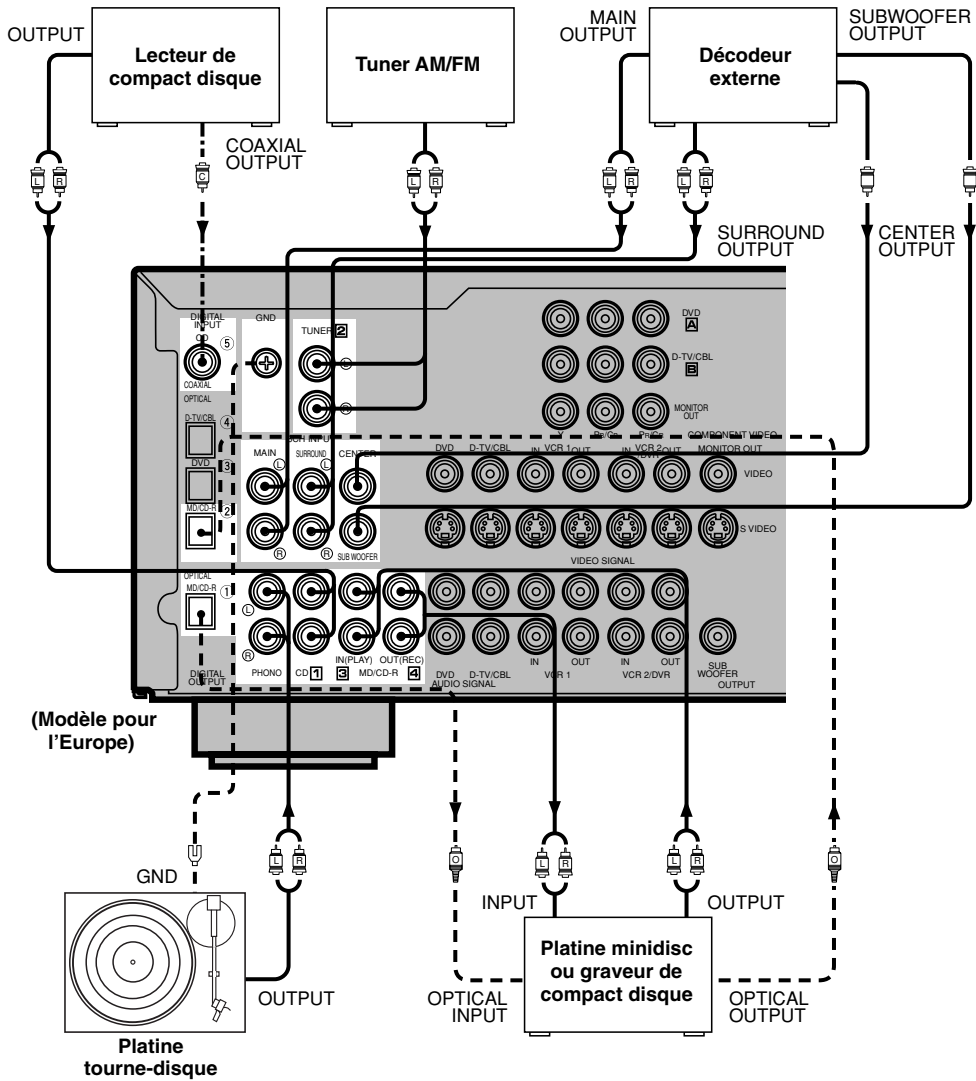 OUTPUT
Lecteur de
compact disque
Tuner AM/FM
MAIN
OUTPUT
Décodeur
externe
SUBWOOFER
OUTPUT
COAXIAL
OUTPUT
L R
C
L R
L R
L R
SURROUND
OUTPUT
CENTER
OUTPUT
DIGITAL
INPUT
CD
5
COAXIAL
GND
TUNER 2
L
R
DVD
A
D-TV/CBL
B
MONITOR
OUT
Y
COMPONENT VIDEO
OPTICAL
D-TV/CBL
4
DVD
3
MD/CD-R
2
MAIN
SURROUND
CENTER
L
L
R
R
SUB WOOFER
DVD D-TV/CBL IN VCR 1 OUT IN VCR 2 OUT MONITOR OUT
DVR
VIDEO
S VIDEO
VIDEO SIGNAL
OPTICAL
MD/CD-R
1
L
R
DIGITAL
OUTPUT
PHONO
CD 1
IN(PLAY)
OUT(REC)
3 MD/CD-R 4
DVD D-TV/CBL
AUDIO SIGNAL
IN OUT
VCR 1
IN OUT
VCR 2/DVR
SUB
WOOFER
OUTPUT
(Modèle pour
l'Europe)
GND
L R
OUTPUT
Platine
tourne-disque
O
L R
L R
O
INPUT
OUTPUT
Platine minidisc
ou graveur de
compact disque
OPTICAL
INPUT
OPTICAL
OUTPUT